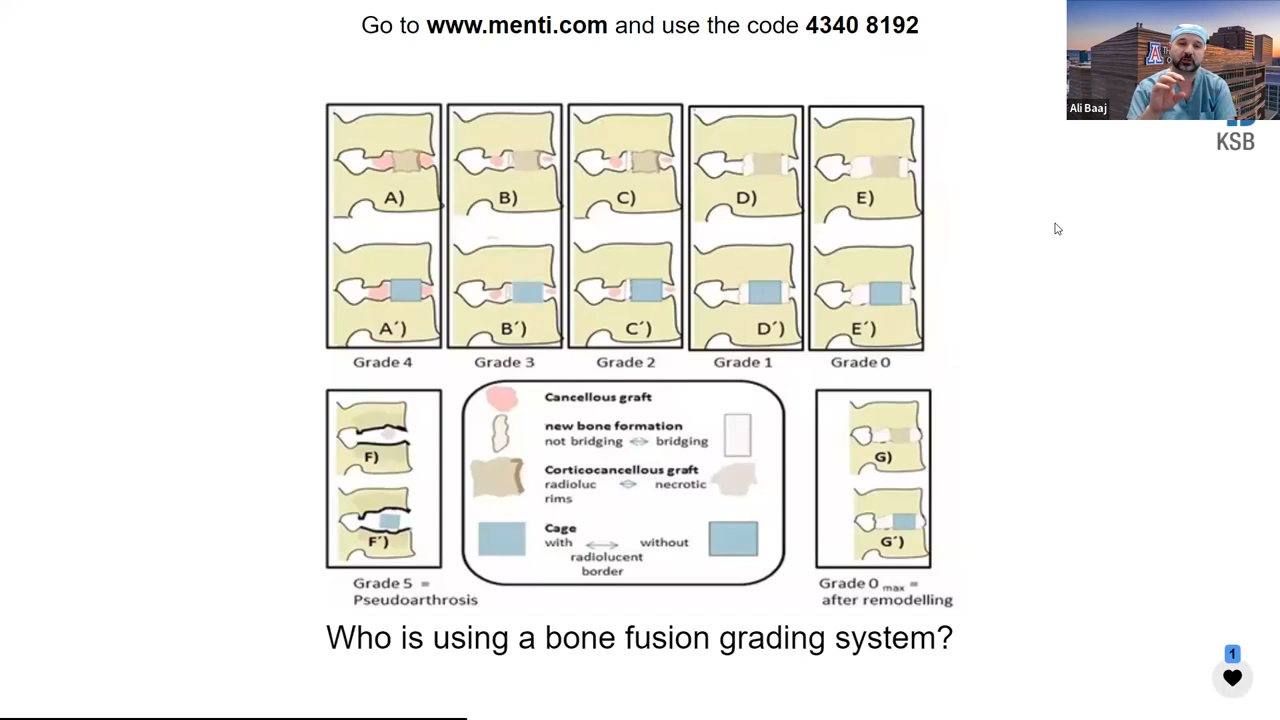 Go to www.menti.com and use the code 4340 8192
A
Ali Baaj
KSB
A)
B)
C)
D)
E)
A´)
B´)
C´)
D´)
E´)
Grade 4
Grade 3
Grade 2
Grade 1
Grade 0
F)
F´)
Grade 5 =
Pseudoarthrosis
Cancellous graft
new bone formation
not bridging bridging
Corticocancellous graft
radioluc necrotic
rims
Cage
with without
radiolucent
border
G)
G´)
Grade 0 max =
after remodelling
Who is using a bone fusion grading system?
1